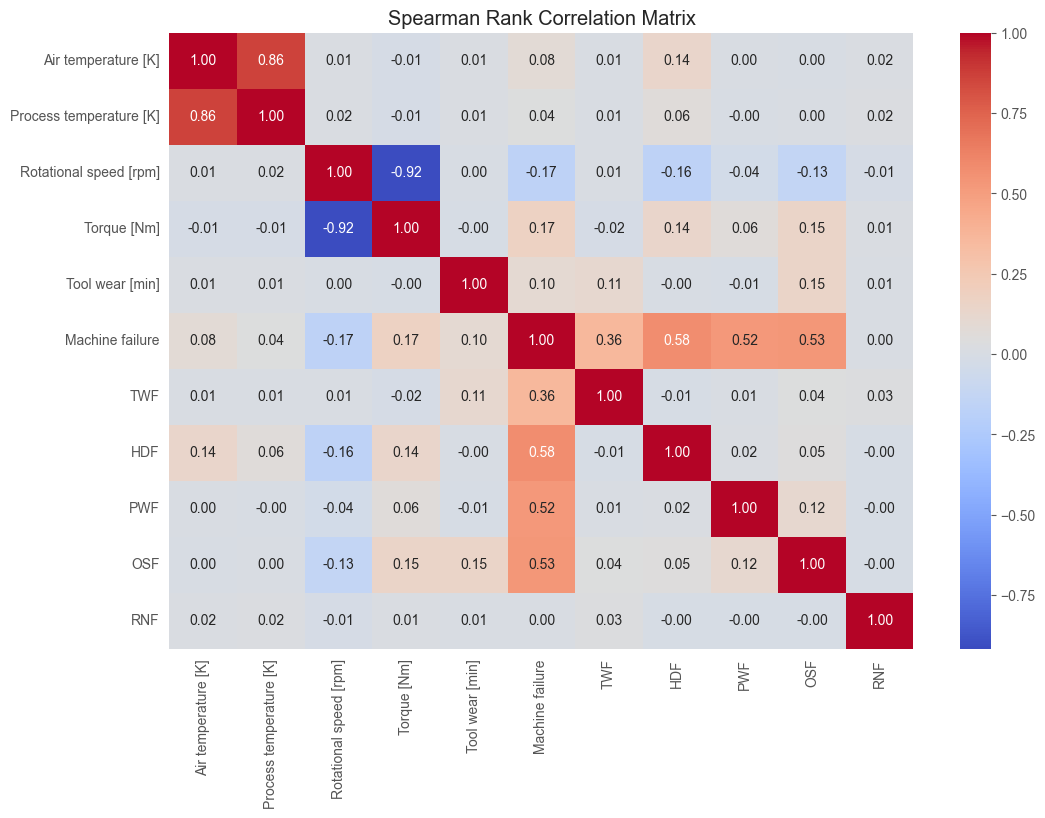 Spearman Rank Correlation Matrix
Air temperature [K] 1.00 0.86 0.01 -0.01 0.01 0.08 0.01 0.14 0.00 0.00 0.02
Process temperature [K] 0.86 1.00 0.02 -0.01 0.01 0.04 0.01 0.06 -0.00 0.00 0.02
Rotational speed [rpm] 0.01 0.02 1.00 -0.92 0.00 -0.17 0.01 -0.16 -0.04 -0.13 -0.01
Torque [Nm] -0.01 -0.01 -0.92 1.00 -0.00 0.17 -0.02 0.14 0.06 0.15 0.01
Tool wear [min] 0.01 0.01 0.00 -0.00 1.00 0.10 0.11 -0.00 -0.01 0.15 0.01
Machine failure 0.08 0.04 -0.17 0.17 0.10 1.00 0.36 0.58 0.52 0.53 0.00
TWF 0.01 0.01 0.01 -0.02 0.11 0.36 1.00 -0.01 0.01 0.04 0.03
HDF 0.14 0.06 -0.16 0.14 -0.00 0.58 -0.01 1.00 0.02 0.05 -0.00
PWF 0.00 -0.00 -0.04 0.06 -0.01 0.52 0.01 0.02 1.00 0.12 -0.00
OSF 0.00 0.00 -0.13 0.15 0.15 0.53 0.04 0.05 0.12 1.00 -0.00
RNF 0.02 0.02 -0.01 0.01 0.01 0.00 0.03 -0.00 -0.00 -0.00 1.00
Air temperature [K]
Process temperature [K]
Rotational speed [rpm]
Torque [Nm]
Tool wear [min]
Machine failure
TWF
HDF
PWF
OSF
RNF
1.00
0.75
0.50
0.25
0.00
−0.25
−0.50
−0.75